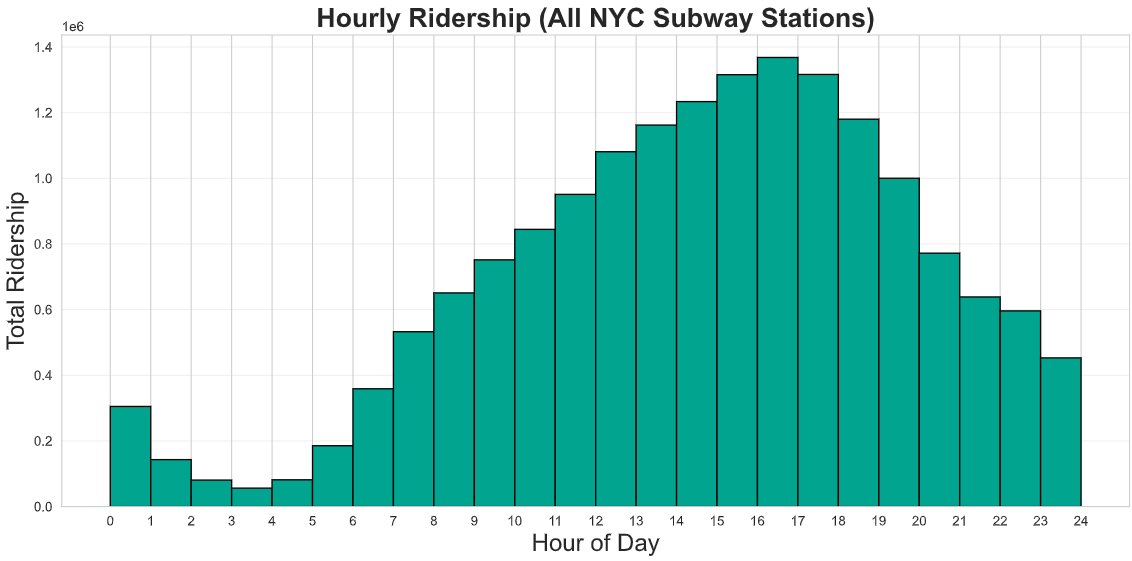 Hourly Ridership (All NYC Subway Stations)
1e6
1.4
1.2
1.0
0.8
0.6
0.4
0.2
0.0
Total Ridership
0 1 2 3 4 5 6 7 8 9 10 11 12 13 14 15 16 17 18 19 20 21 22 23 24
Hour of Day